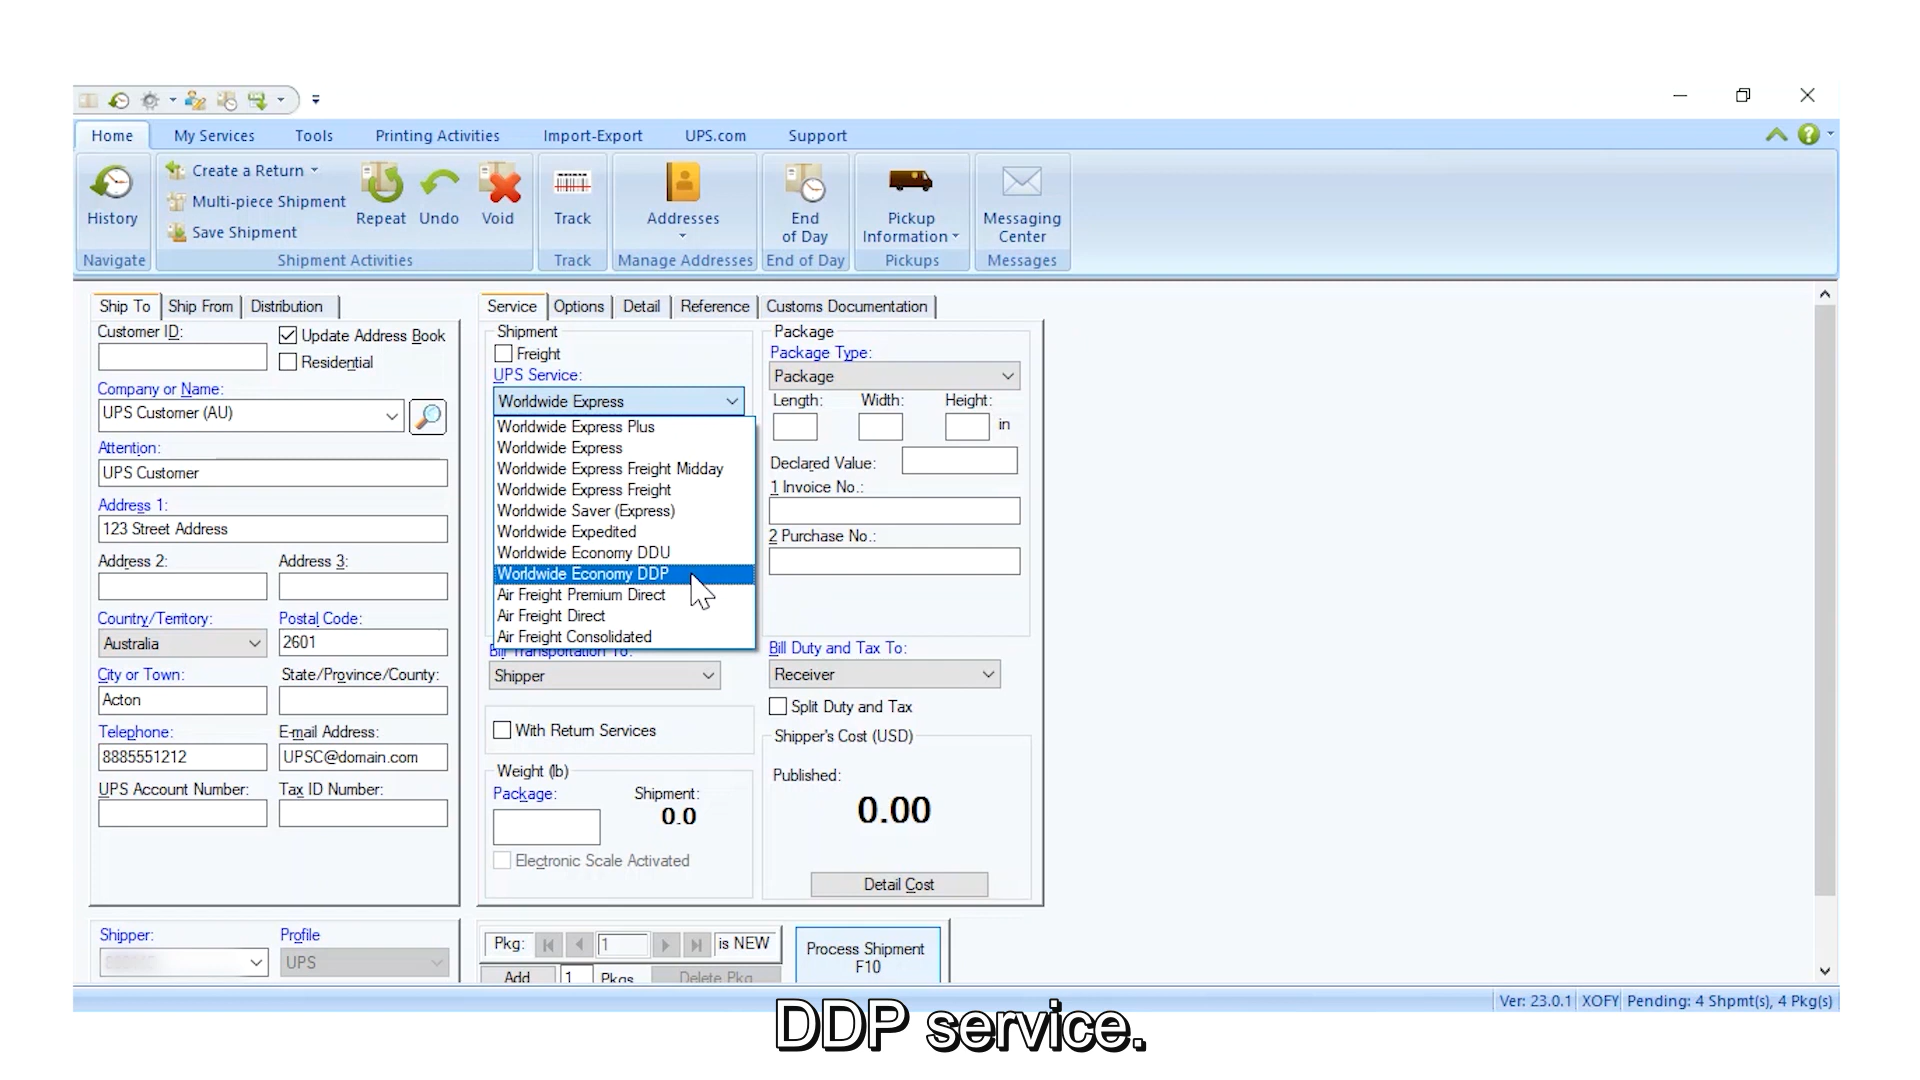 Home
My Services
Tools
Printing Activities
Import-Export
UPS.com
Support
History
Navigate
Create a Return
Multi-piece Shipment
Save Shipment
Repeat
Undo
Void
Shipment Activities
Track
Track
Addresses
Manage Addresses
End
of Day
End of Day
Pickup
Information
Pickups
Messaging
Center
Messages
Ship To
Ship From
Distribution
Customer ID:
Update Address Book
Residential
Company or Name:
UPS Customer (AU)
Attention:
UPS Customer
Address 1:
123 Street Address
Address 2:
Address 3:
Country/Territory:
Postal Code:
Australia
2601
City or Town:
State/Province/County:
Acton
Telephone:
E-mail Address:
8885551212
UPSC@domain.com
UPS Account Number:
Tax ID Number:
Shipper:
Profile
UPS
Service
Options
Detail
Reference
Customs Documentation
Shipment
Freight
UPS Service:
Worldwide Express
Worldwide Express Plus
Worldwide Express
Worldwide Express Freight Midday
Worldwide Express Freight
Worldwide Saver (Express)
Worldwide Expedited
Worldwide Economy DDU
Worldwide Economy DDP
Air Freight Premium Direct
Air Freight Direct
Air Freight Consolidated
Bill Transportation To:
Shipper
With Return Services
Weight (lb)
Package:
Shipment:
0.0
Electronic Scale Activated
Package
Package Type:
Package
Length:
Width:
Height:
in
Declared Value:
1 Invoice No.:
2 Purchase No.:
Bill Duty and Tax To:
Receiver
Split Duty and Tax
Shipper's Cost (USD)
Published:
0.00
Detail Cost
Pkg:
1
is NEW
Add
1
Pkgs
Delete Pkg
Process Shipment
F10
Ver: 23.0.1
XOFY
Pending: 4 Shpmt(s), 4 Pkg(s)
DDP service.